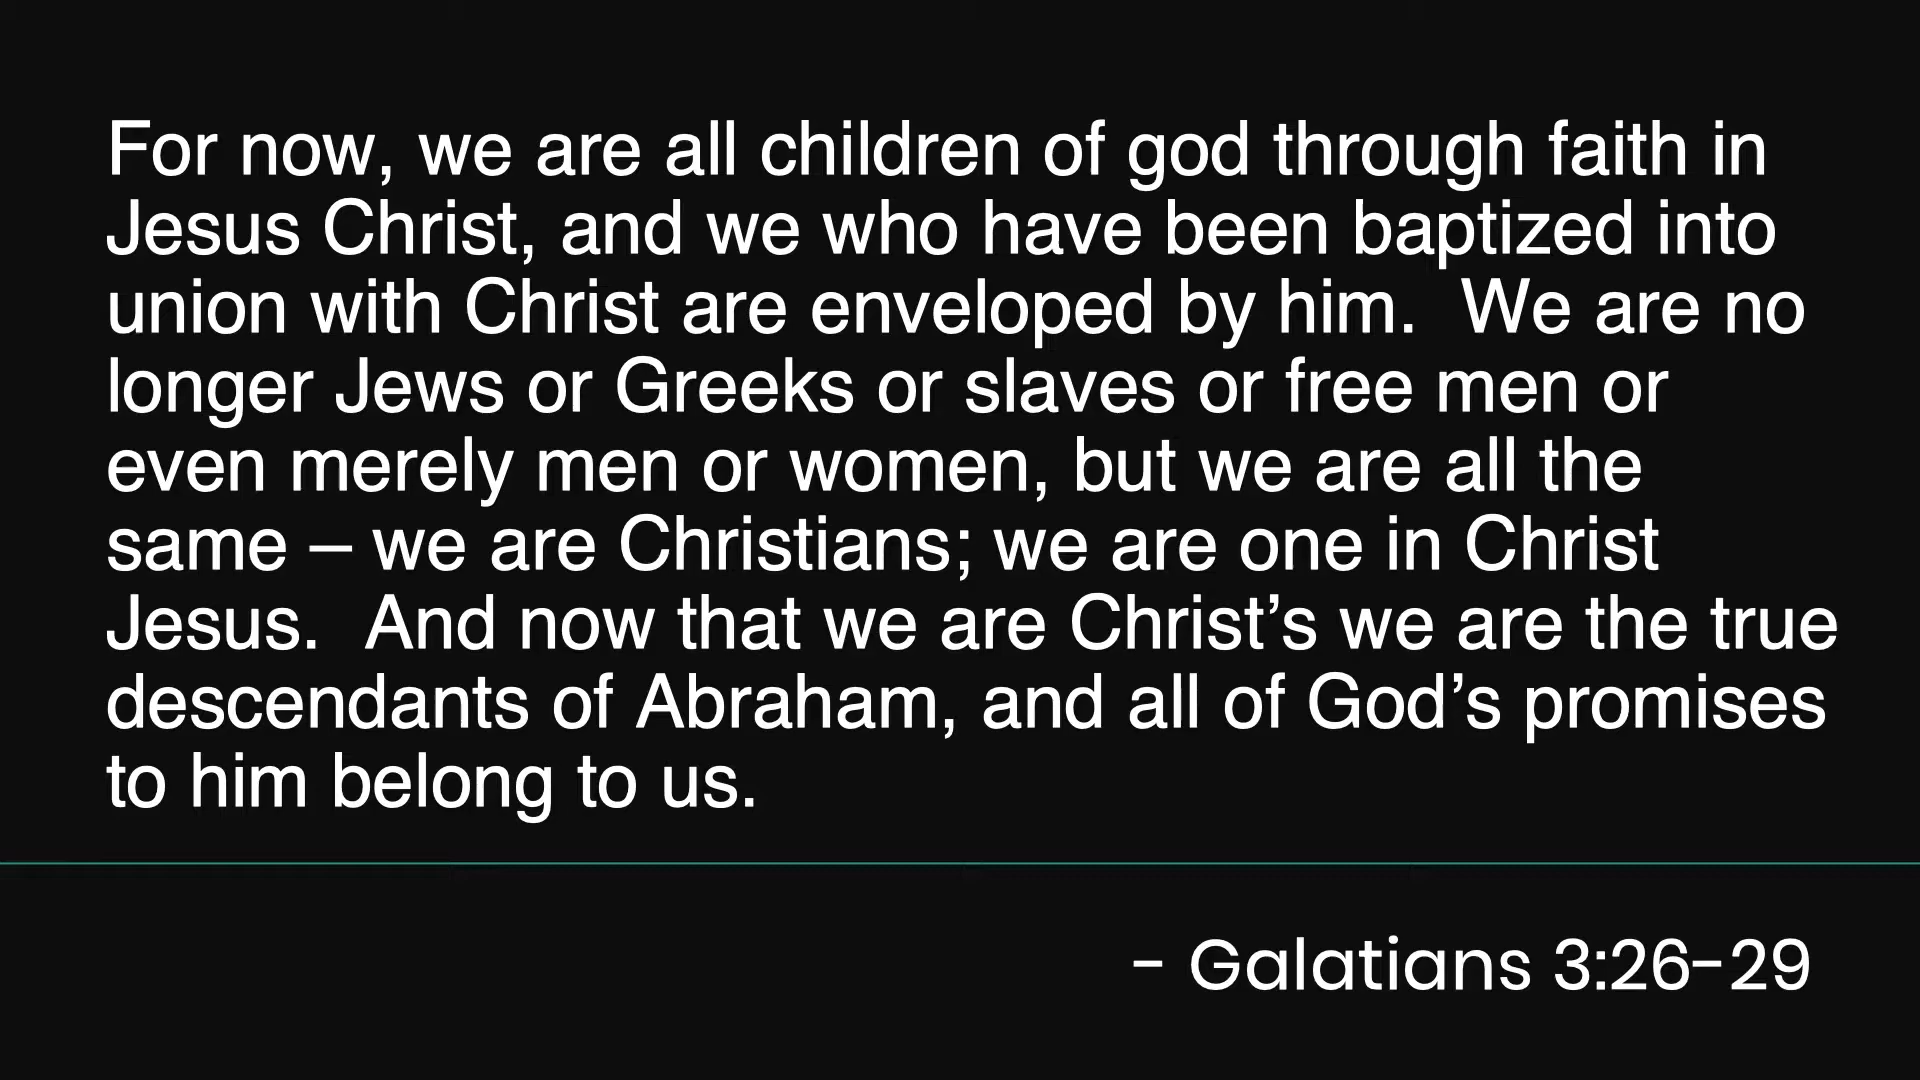 For now, we are all children of god through faith in
Jesus Christ, and we who have been baptized into
union with Christ are enveloped by him.  We are no
longer Jews or Greeks or slaves or free men or
even merely men or women, but we are all the
same – we are Christians; we are one in Christ
Jesus.  And now that we are Christ’s we are the true
descendants of Abraham, and all of God’s promises
to him belong to us.
- Galatians 3:26-29